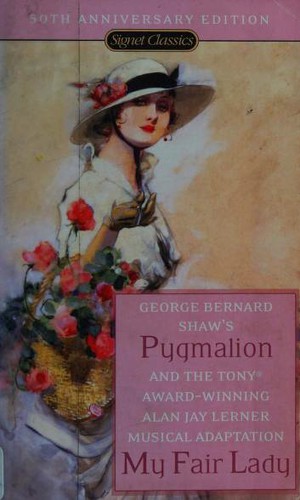 50TH ANNIVERSARY EDITION
Signet Classics
GEORGE BERNARD
SHAW'S
Pygmalion
AND THE TONY®
AWARD-WINNING
ALAN JAY LERNER
MUSICAL ADAPTATION
My Fair Lady